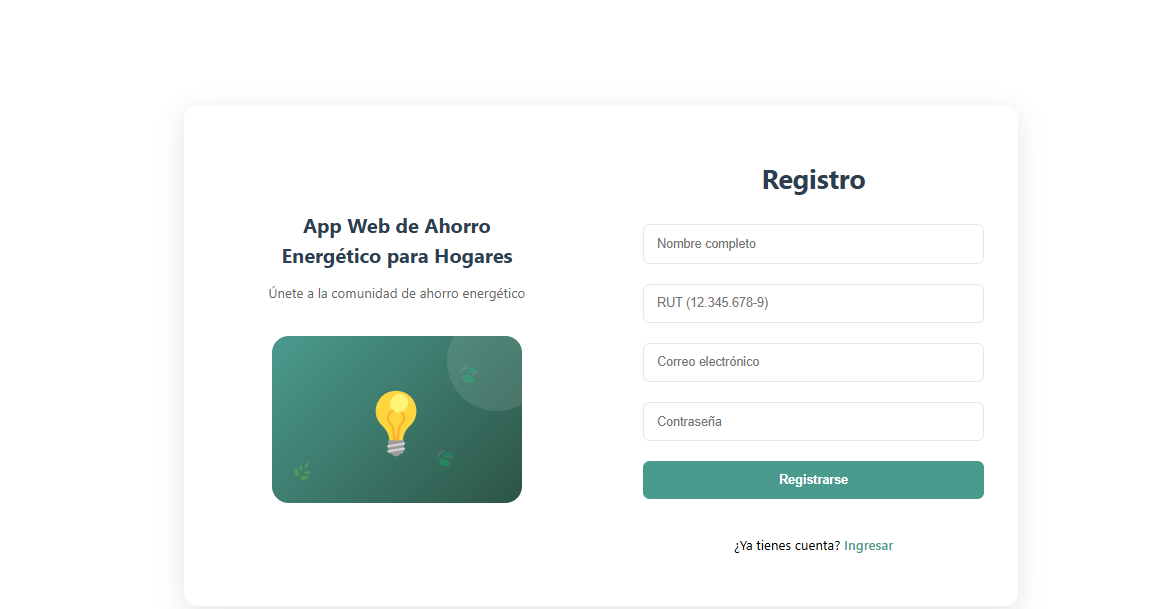 App Web de Ahorro
Energético para Hogares
Únete a la comunidad de ahorro energético
Registro
Nombre completo
RUT (12.345.678-9)
Correo electrónico
Contraseña
Registrarse
¿Ya tienes cuenta? Ingresar